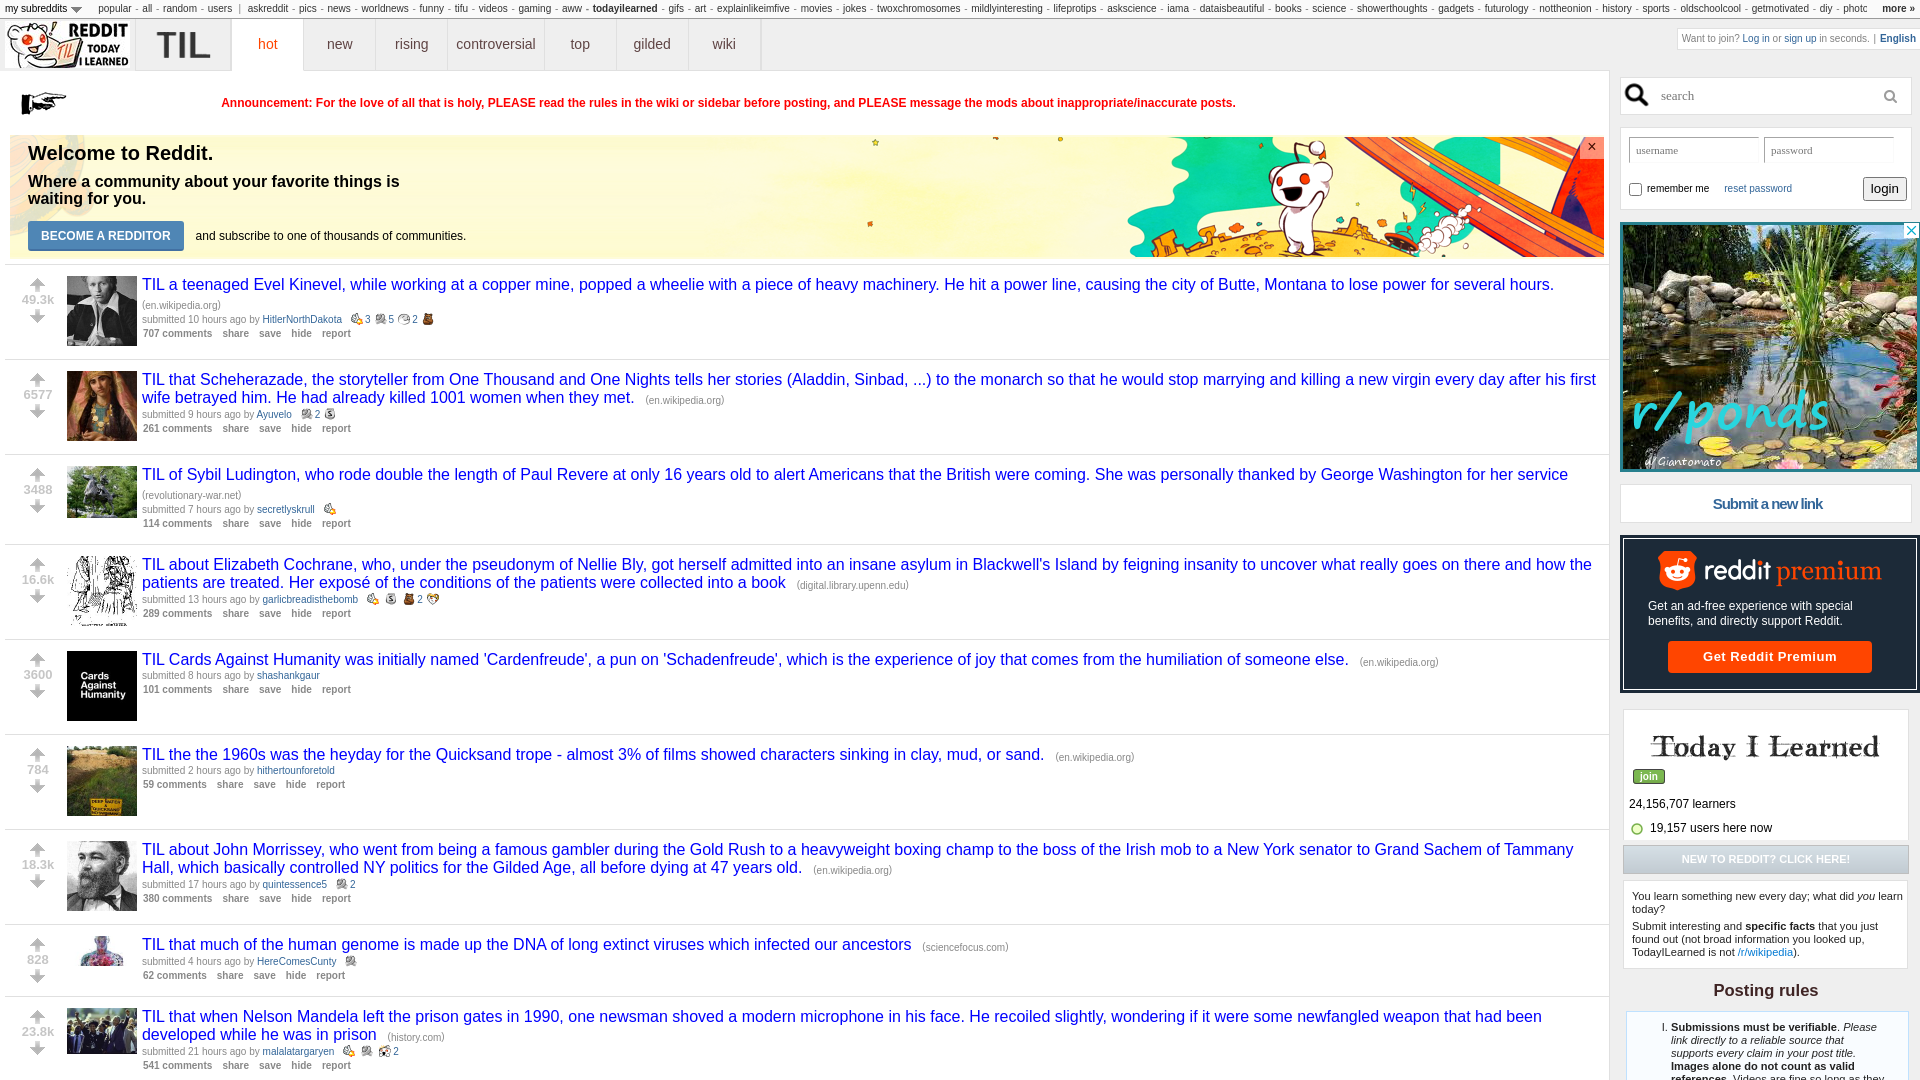 my subreddits popular - all - random - users | askreddit - pics - news - worldnews - funny - tifu - videos - gaming - aww - todayilearned - gifs - art - explainlikeimfive - movies - jokes - twoxchromosomes - mildlyinteresting - lifeprotips - askscience - iama - dataisbeautiful - books - science - showerthoughts - gadgets - futurology - nottheonion - history - sports - oldschoolcool - getmotivated - diy - photc more »
REDDIT
TODAY
I LEARNED
TIL
TIL hot new rising controversial top gilded wiki
Want to join? Log in or sign up in seconds. | English
Announcement: For the love of all that is holy, PLEASE read the rules in the wiki or sidebar before posting, and PLEASE message the mods about inappropriate/inaccurate posts.
Welcome to Reddit.
Where a community about your favorite things is
waiting for you.
BECOME A REDDITOR and subscribe to one of thousands of communities.
×
TIL a teenaged Evel Kinevel, while working at a copper mine, popped a wheelie with a piece of heavy machinery. He hit a power line, causing the city of Butte, Montana to lose power for several hours.
49.3k
(en.wikipedia.org)
submitted 10 hours ago by HitlerNorthDakota 3 5 2
707 comments share save hide report
TIL that Scheherazade, the storyteller from One Thousand and One Nights tells her stories (Aladdin, Sinbad, ...) to the monarch so that he would stop marrying and killing a new virgin every day after his first
6577
wife betrayed him. He had already killed 1001 women when they met. (en.wikipedia.org)
submitted 9 hours ago by Ayuvelo 2
261 comments share save hide report
TIL of Sybil Ludington, who rode double the length of Paul Revere at only 16 years old to alert Americans that the British were coming. She was personally thanked by George Washington for her service
3488
(revolutionary-war.net)
submitted 7 hours ago by secretlyskrull
114 comments share save hide report
TIL about Elizabeth Cochrane, who, under the pseudonym of Nellie Bly, got herself admitted into an insane asylum in Blackwell's Island by feigning insanity to uncover what really goes on there and how the
16.6k
patients are treated. Her exposé of the conditions of the patients were collected into a book (digital.library.upenn.edu)
submitted 13 hours ago by garlicbreadisthebomb 2
289 comments share save hide report
TIL Cards Against Humanity was initially named 'Cardenfreude', a pun on 'Schadenfreude', which is the experience of joy that comes from the humiliation of someone else. (en.wikipedia.org)
3600
submitted 8 hours ago by shashankgaur
101 comments share save hide report
Cards
Against
Humanity
TIL the the 1960s was the heyday for the Quicksand trope - almost 3% of films showed characters sinking in clay, mud, or sand. (en.wikipedia.org)
784
submitted 2 hours ago by hithertounforetold
59 comments share save hide report
TIL about John Morrissey, who went from being a famous gambler during the Gold Rush to a heavyweight boxing champ to the boss of the Irish mob to a New York senator to Grand Sachem of Tammany
18.3k
Hall, which basically controlled NY politics for the Gilded Age, all before dying at 47 years old. (en.wikipedia.org)
submitted 17 hours ago by quintessence5 2
380 comments share save hide report
TIL that much of the human genome is made up the DNA of long extinct viruses which infected our ancestors (sciencefocus.com)
828
submitted 4 hours ago by HereComesCunty
62 comments share save hide report
TIL that when Nelson Mandela left the prison gates in 1990, one newsman shoved a modern microphone in his face. He recoiled slightly, wondering if it were some newfangled weapon that had been
23.8k
developed while he was in prison (history.com)
submitted 21 hours ago by malalatargaryen 2
541 comments share save hide report
search
username password
remember me reset password login
r/ponds
u/Giantomato
Submit a new link
reddit premium
Get an ad-free experience with special
benefits, and directly support Reddit.
Get Reddit Premium
Today I Learned
join
24,156,707 learners
19,157 users here now
NEW TO REDDIT? CLICK HERE!
You learn something new every day; what did you learn
today?
Submit interesting and specific facts that you just
found out (not broad information you looked up,
TodayILearned is not /r/wikipedia).
Posting rules
I. Submissions must be verifiable. Please
link directly to a reliable source that
supports every claim in your post title.
Images alone do not count as valid
references. Videos are fine so long as they